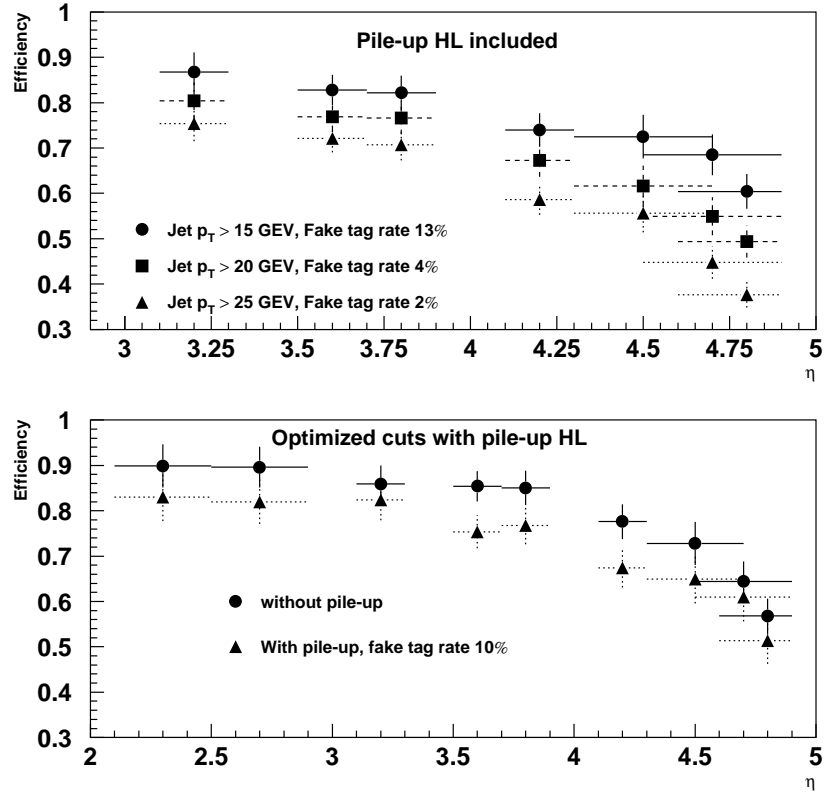 Pile-up HL included
Efficiency
1
0.9
0.8
0.7
0.6
0.5
0.4
0.3
Jet pT > 15 GEV, Fake tag rate 13%
Jet pT > 20 GEV, Fake tag rate 4%
Jet pT > 25 GEV, Fake tag rate 2%
3 3.25 3.5 3.75 4 4.25 4.5 4.75 5
η
Optimized cuts with pile-up HL
Efficiency
1
0.9
0.8
0.7
0.6
0.5
0.4
0.3
without pile-up
With pile-up, fake tag rate 10%
2 2.5 3 3.5 4 4.5 5
η